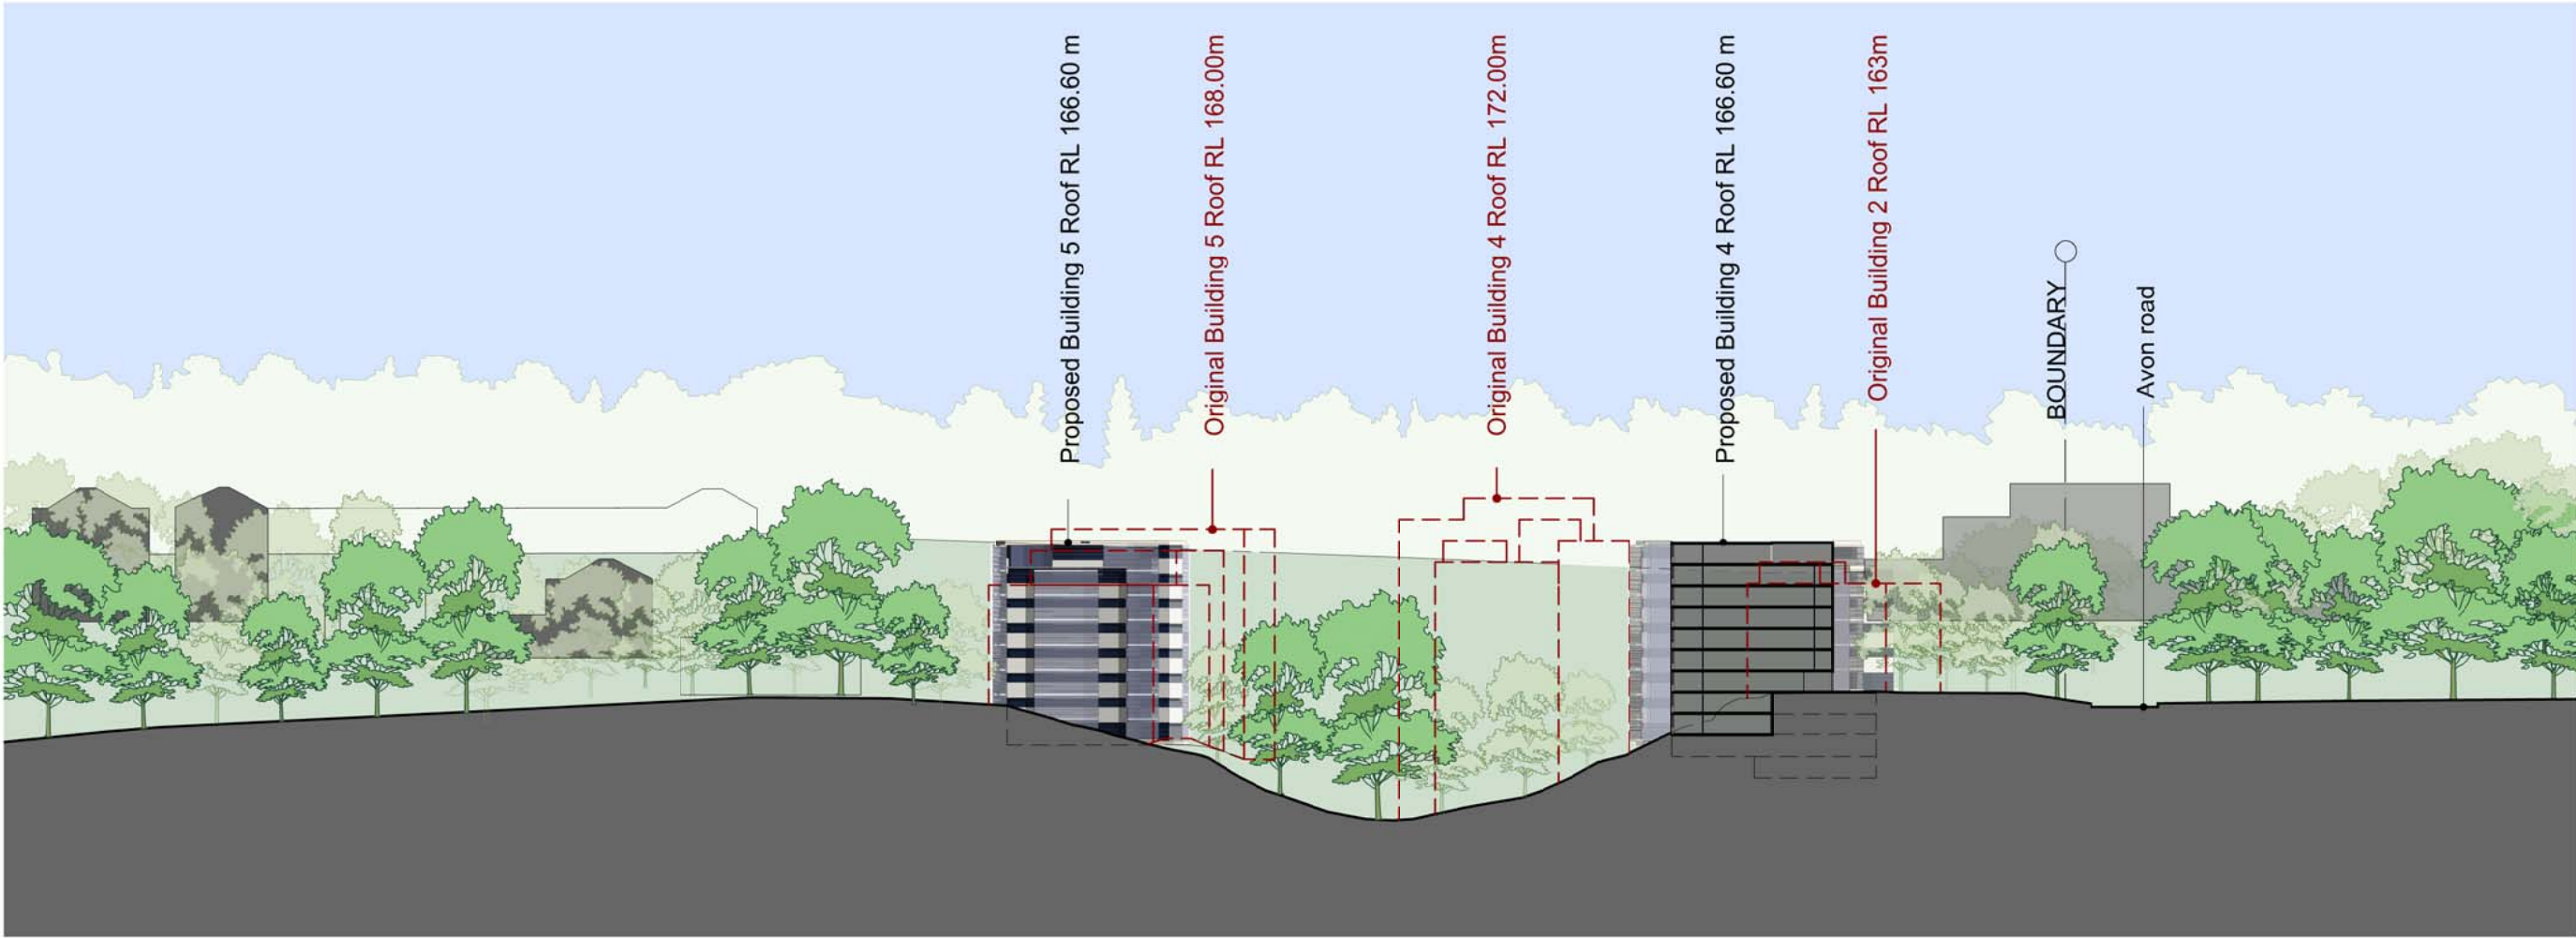 Proposed Building 5 Roof RL 166.60 m
Original Building 5 Roof RL 168.00m
Original Building 4 Roof RL 172.00m
Proposed Building 4 Roof RL 166.60 m
Original Building 2 Roof RL 163m
BOUNDARY
Avon road